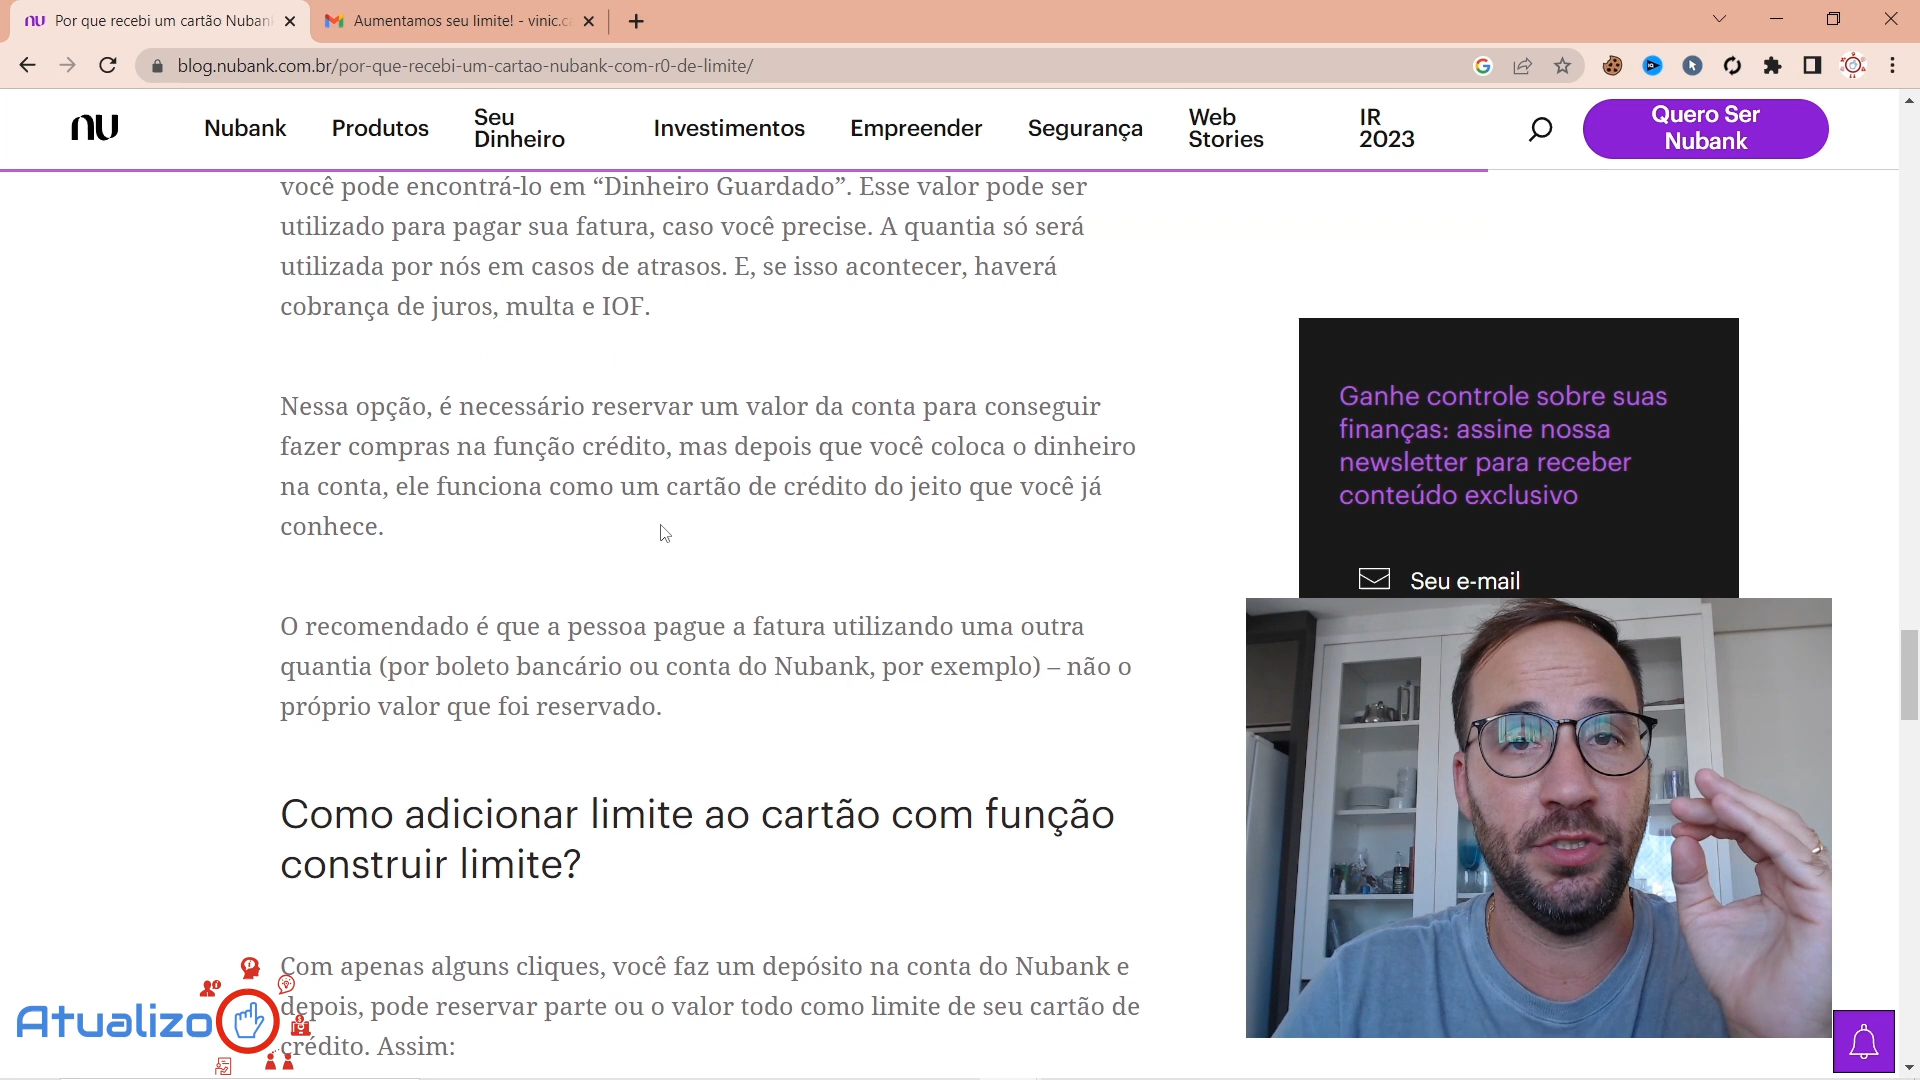 Por que recebi um cartão Nuban
Aumentamos seu limite! - vinic.c
blog.nubank.com.br/por-que-recebi-um-cartao-nubank-com-r0-de-limite/
nu
Nubank
Produtos
Seu
Dinheiro
Investimentos
Empreender
Segurança
Web
Stories
IR
2023
Quero Ser
Nubank
você pode encontrá-lo em “Dinheiro Guardado”. Esse valor pode ser
utilizado para pagar sua fatura, caso você precise. A quantia só será
utilizada por nós em casos de atrasos. E, se isso acontecer, haverá
cobrança de juros, multa e IOF.
Nessa opção, é necessário reservar um valor da conta para conseguir
fazer compras na função crédito, mas depois que você coloca o dinheiro
na conta, ele funciona como um cartão de crédito do jeito que você já
conhece.
O recomendado é que a pessoa pague a fatura utilizando uma outra
quantia (por boleto bancário ou conta do Nubank, por exemplo) – não o
próprio valor que foi reservado.
Como adicionar limite ao cartão com função
construir limite?
Com apenas alguns cliques, você faz um depósito na conta do Nubank e
depois, pode reservar parte ou o valor todo como limite de seu cartão de
crédito. Assim:
Ganhe controle sobre suas
finanças: assine nossa
newsletter para receber
conteúdo exclusivo
Seu e-mail
Atualizo